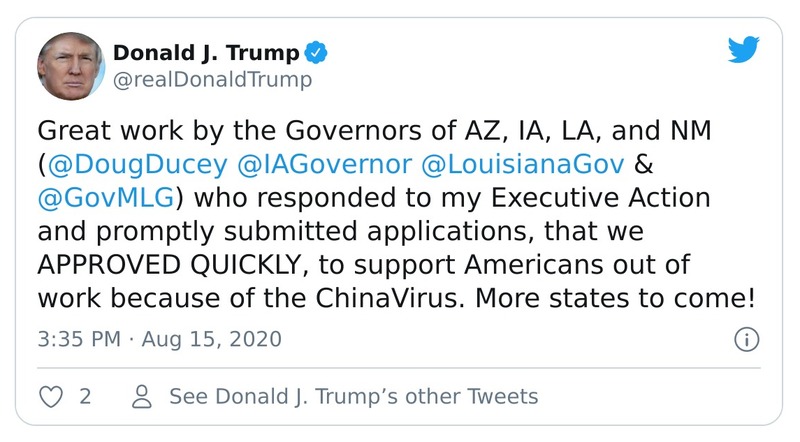 Donald J. Trump
@realDonaldTrump
Great work by the Governors of AZ, IA, LA, and NM
(@DougDucey @IAGovernor @LouisianaGov &
@GovMLG) who responded to my Executive Action
and promptly submitted applications, that we
APPROVED QUICKLY, to support Americans out of
work because of the ChinaVirus. More states to come!
3:35 PM · Aug 15, 2020
2 See Donald J. Trump’s other Tweets